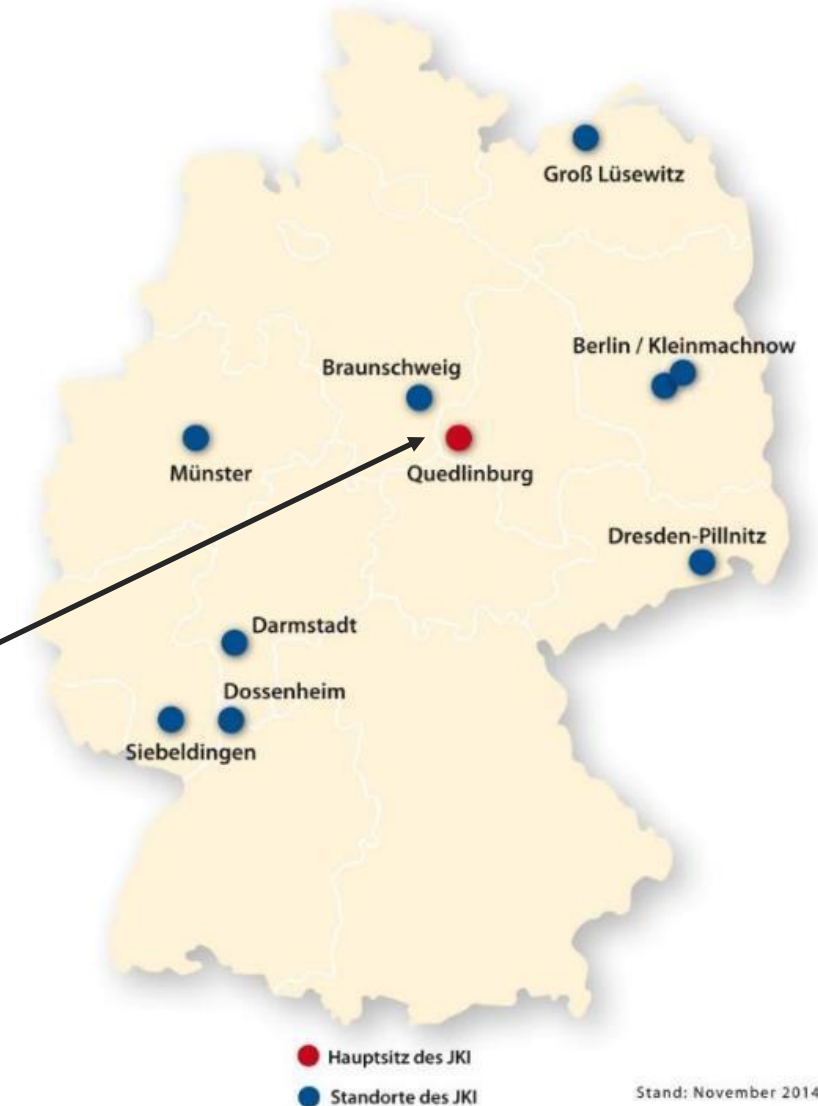 Groß Lüsewitz
Berlin / Kleinmachnow
Braunschweig
Münster
Quedlinburg
Dresden-Pillnitz
Darmstadt
Dossenheim
Siebeldingen
Hauptsitz des JKI
Standorte des JKI
Stand: November 2014